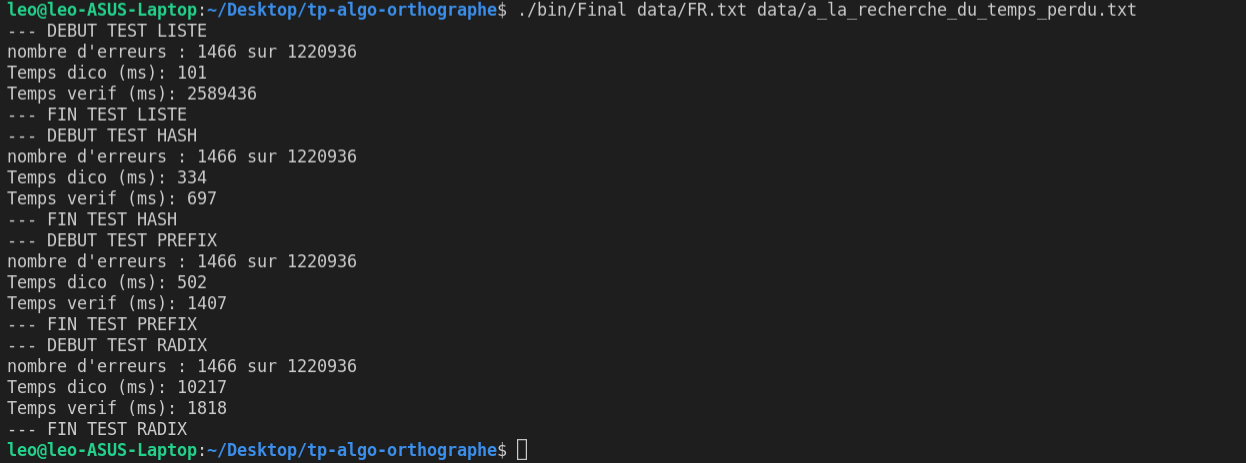 leo@leo-ASUS-Laptop:~/Desktop/tp-algo-orthographe$ ./bin/Final data/FR.txt data/a_la_recherche_du_temps_perdu.txt
--- DEBUT TEST LISTE
nombre d'erreurs : 1466 sur 1220936
Temps dico (ms): 101
Temps verif (ms): 2589436
--- FIN TEST LISTE
--- DEBUT TEST HASH
nombre d'erreurs : 1466 sur 1220936
Temps dico (ms): 334
Temps verif (ms): 697
--- FIN TEST HASH
--- DEBUT TEST PREFIX
nombre d'erreurs : 1466 sur 1220936
Temps dico (ms): 502
Temps verif (ms): 1407
--- FIN TEST PREFIX
--- DEBUT TEST RADIX
nombre d'erreurs : 1466 sur 1220936
Temps dico (ms): 10217
Temps verif (ms): 1818
--- FIN TEST RADIX
leo@leo-ASUS-Laptop:~/Desktop/tp-algo-orthographe$